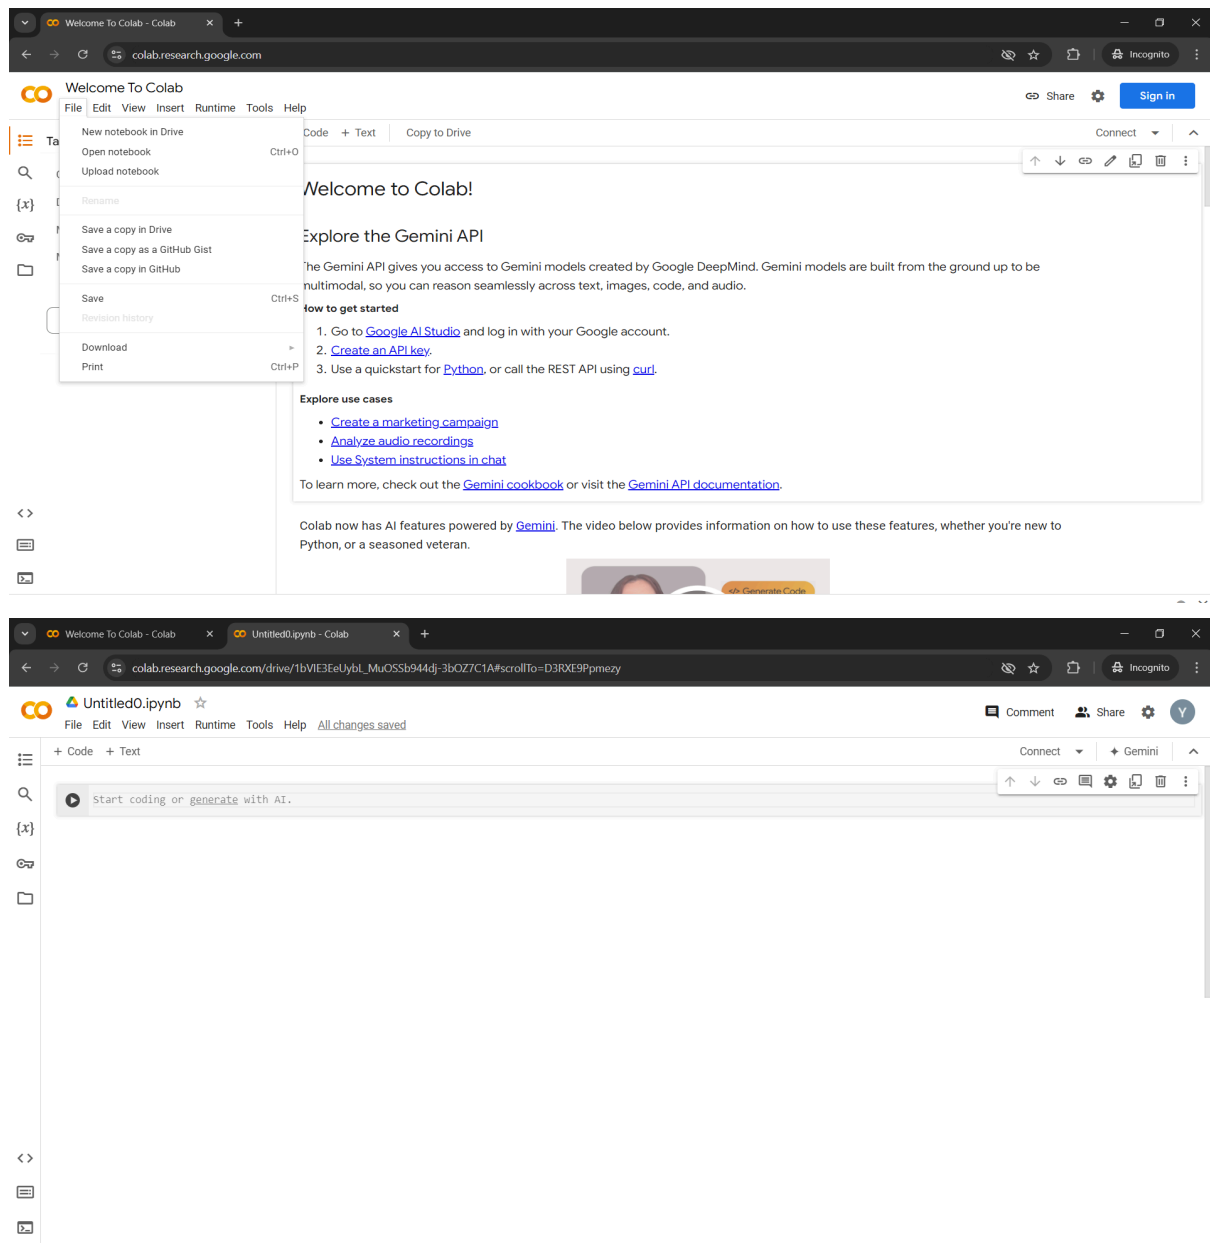 Welcome To Colab - Colab
colab.research.google.com
Incognito
Welcome To Colab
File Edit View Insert Runtime Tools Help
Share
Sign in
Code + Text Copy to Drive
Connect
Ta
New notebook in Drive
Open notebook Ctrl+O
Upload notebook
Rename
Save a copy in Drive
Save a copy as a GitHub Gist
Save a copy in GitHub
Save Ctrl+S
Revision history
Download
Print Ctrl+P
Welcome to Colab!
Explore the Gemini API
The Gemini API gives you access to Gemini models created by Google DeepMind. Gemini models are built from the ground up to be
multimodal, so you can reason seamlessly across text, images, code, and audio.
How to get started
1. Go to Google AI Studio and log in with your Google account.
2. Create an API key.
3. Use a quickstart for Python, or call the REST API using curl.
Explore use cases
• Create a marketing campaign
• Analyze audio recordings
• Use System instructions in chat
To learn more, check out the Gemini cookbook or visit the Gemini API documentation.
Colab now has AI features powered by Gemini. The video below provides information on how to use these features, whether you're new to
Python, or a seasoned veteran.
</> Generate Code
Welcome To Colab - Colab
Untitled0.ipynb - Colab
colab.research.google.com/drive/1bVIE3EeUybL_MuOSSb944dj-3bOZ7C1A#scrollTo=D3RXE9Ppmezy
Incognito
Untitled0.ipynb
File Edit View Insert Runtime Tools Help All changes saved
Comment Share Y
+ Code + Text
Connect Gemini
Start coding or generate with AI.